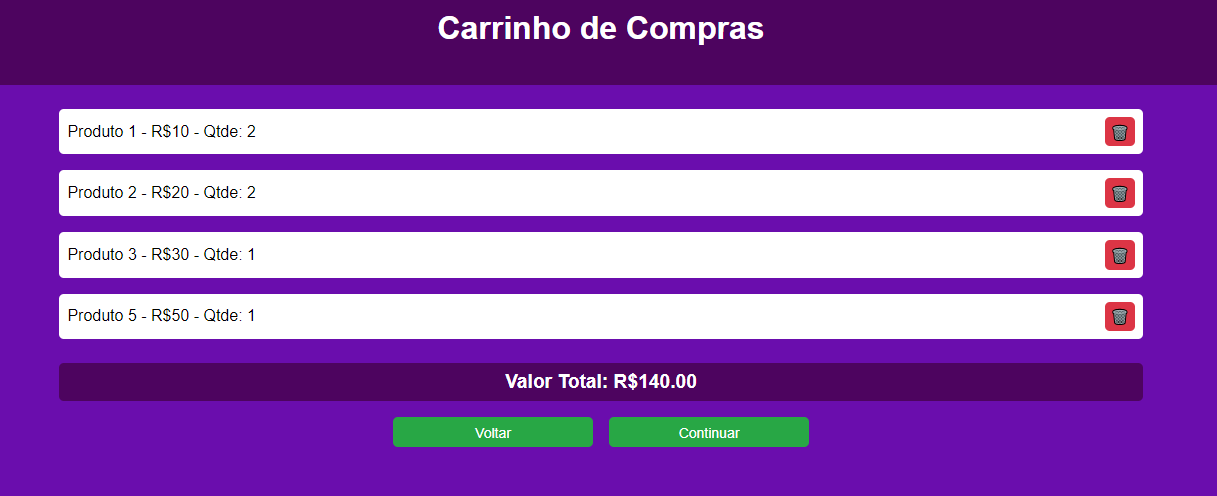 Carrinho de Compras
Produto 1 - R$10 - Qtde: 2
Produto 2 - R$20 - Qtde: 2
Produto 3 - R$30 - Qtde: 1
Produto 5 - R$50 - Qtde: 1
Valor Total: R$140.00
Voltar
Continuar